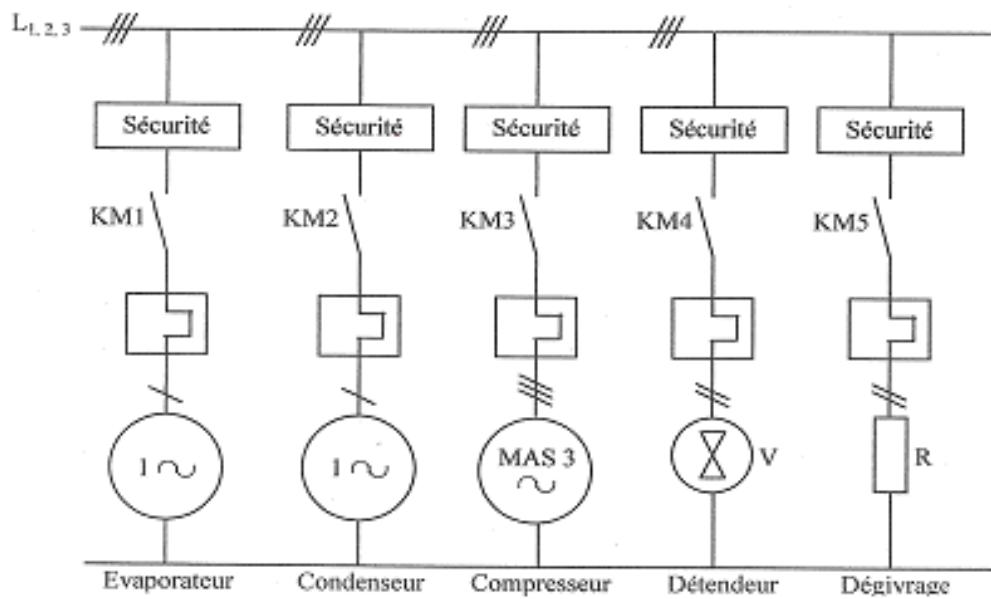 L1, 2, 3
Sécurité Sécurité Sécurité Sécurité Sécurité
KM1 KM2 KM3 KM4 KM5
1 1 MAS 3 V R
Evaporateur Condenseur Compresseur Détendeur Dégivrage